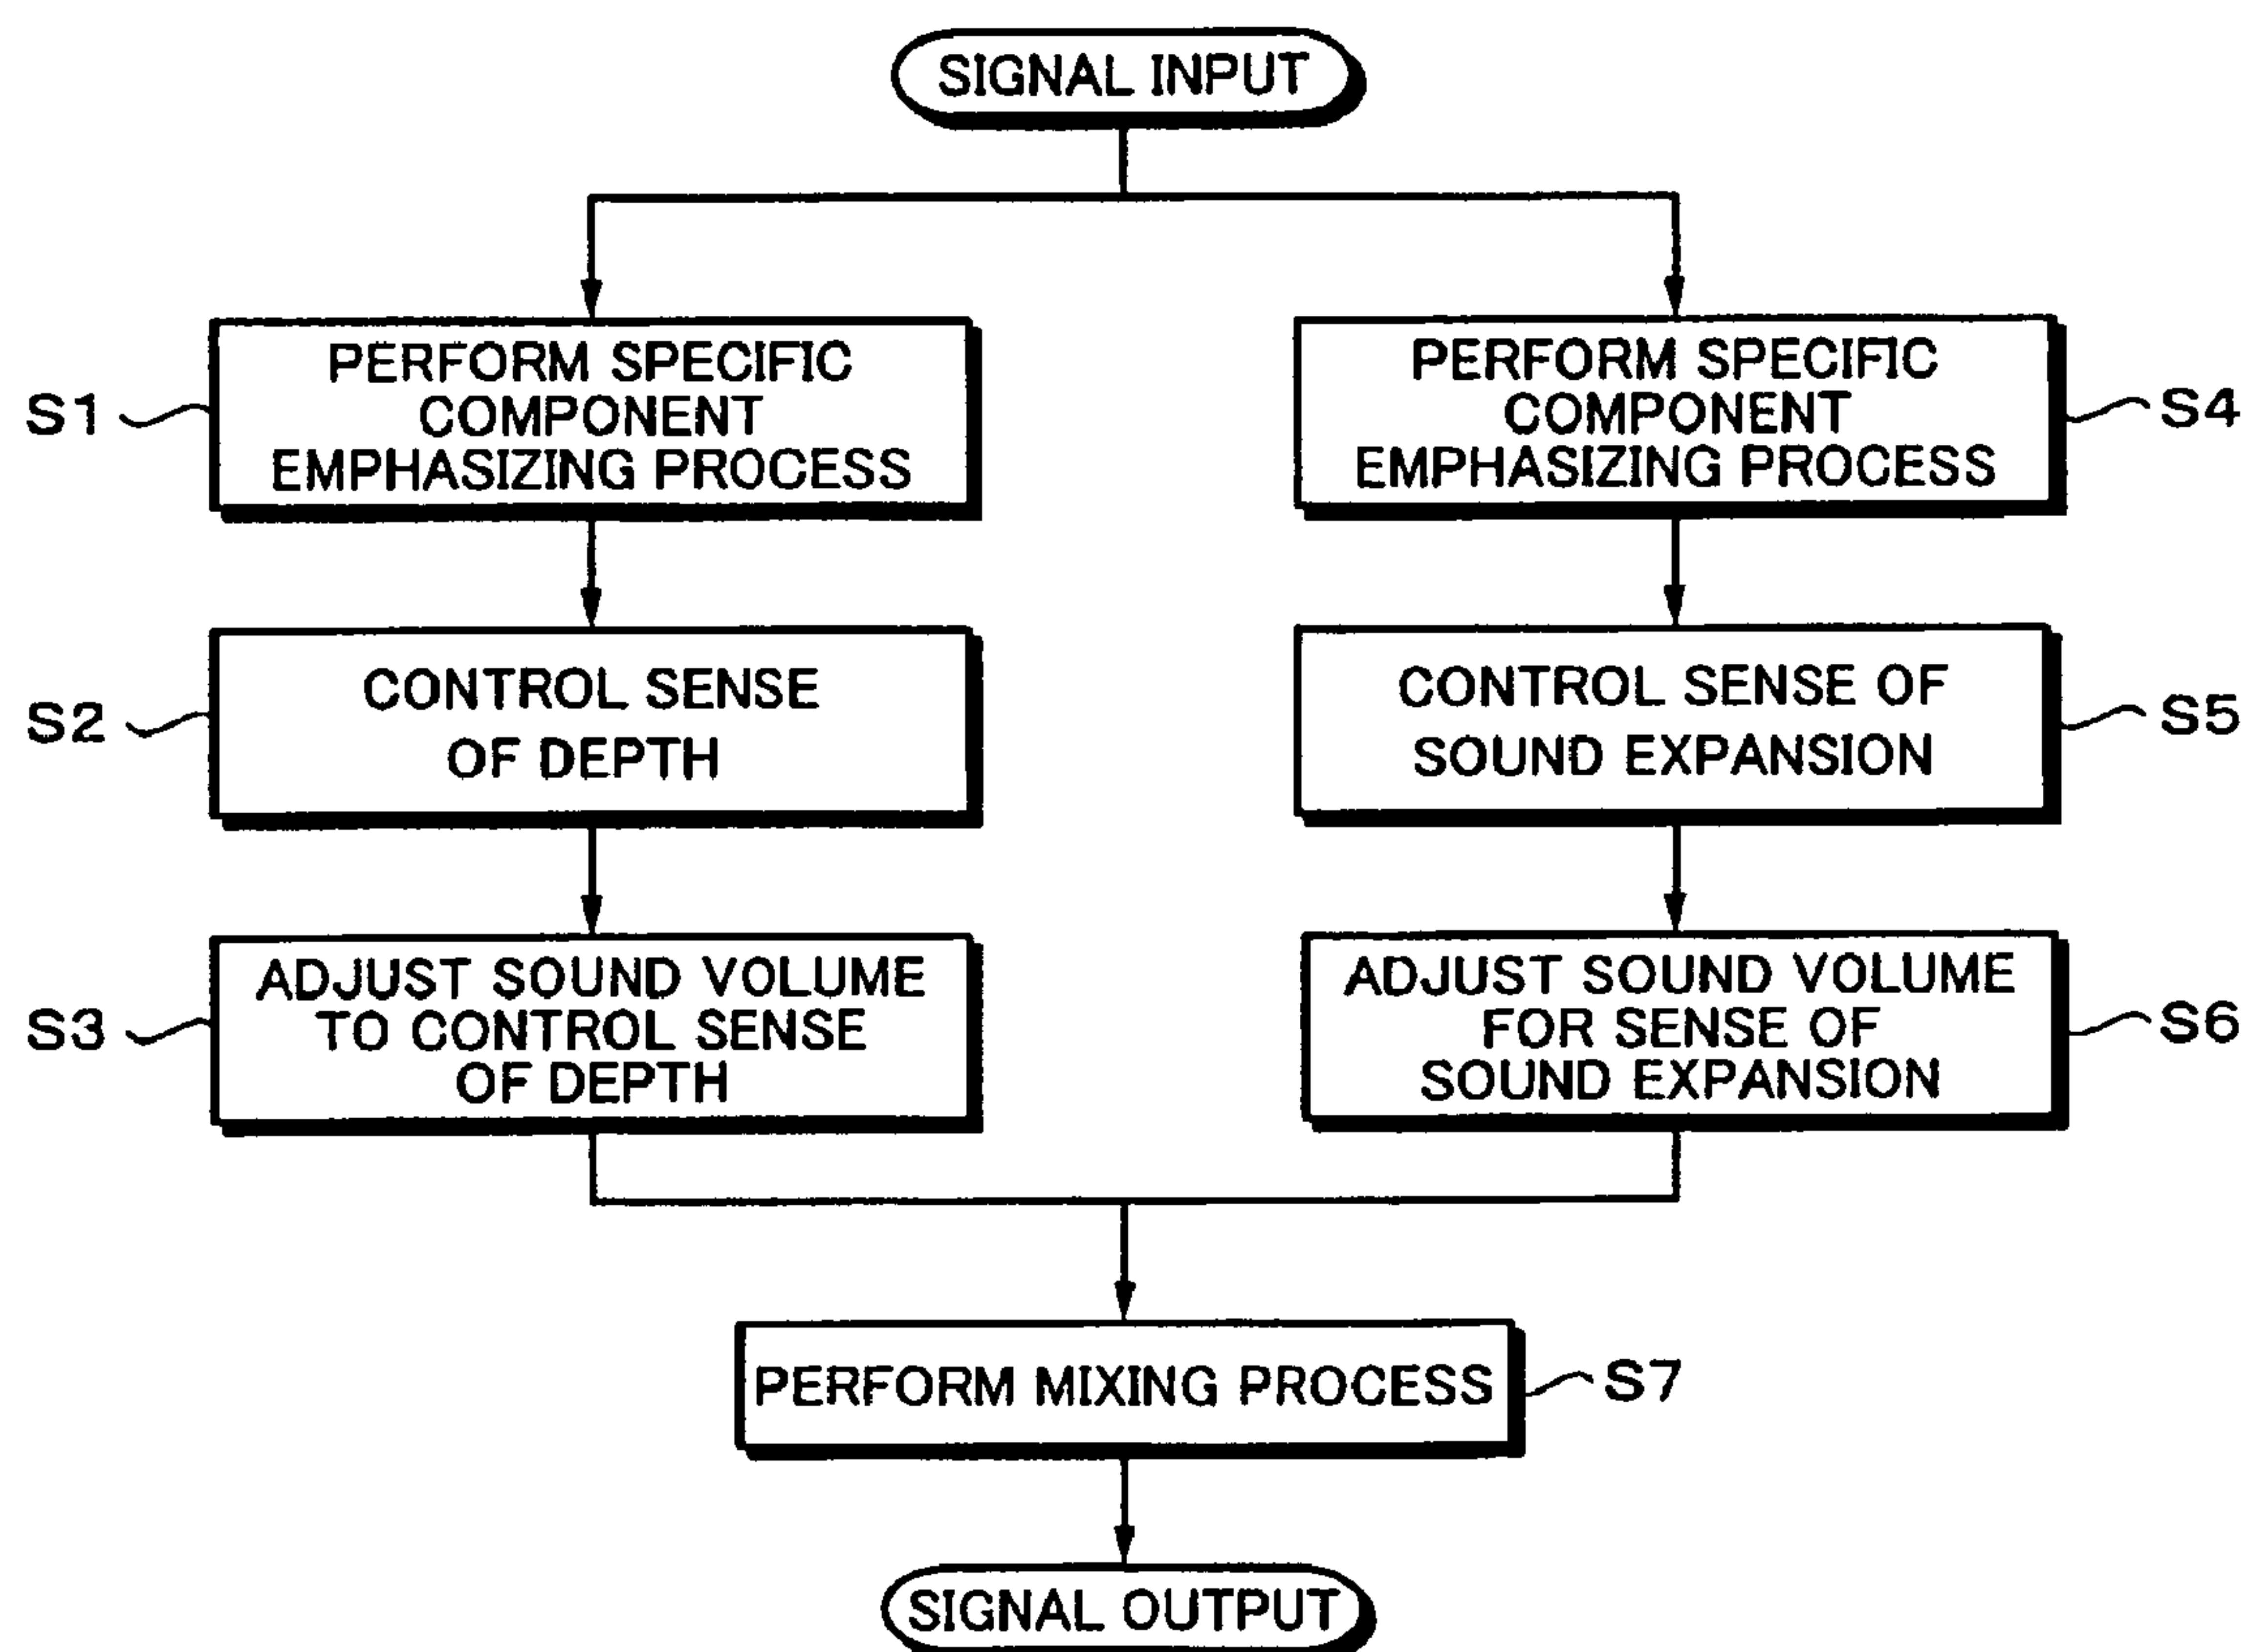 SIGNAL INPUT
S1
PERFORM SPECIFIC
COMPONENT
EMPHASIZING PROCESS
PERFORM SPECIFIC
COMPONENT
EMPHASIZING PROCESS
S4
S2
CONTROL SENSE
OF DEPTH
CONTROL SENSE OF
SOUND EXPANSION
S5
S3
ADJUST SOUND VOLUME
TO CONTROL SENSE
OF DEPTH
ADJUST SOUND VOLUME
FOR SENSE OF
SOUND EXPANSION
S6
PERFORM MIXING PROCESS
S7
SIGNAL OUTPUT